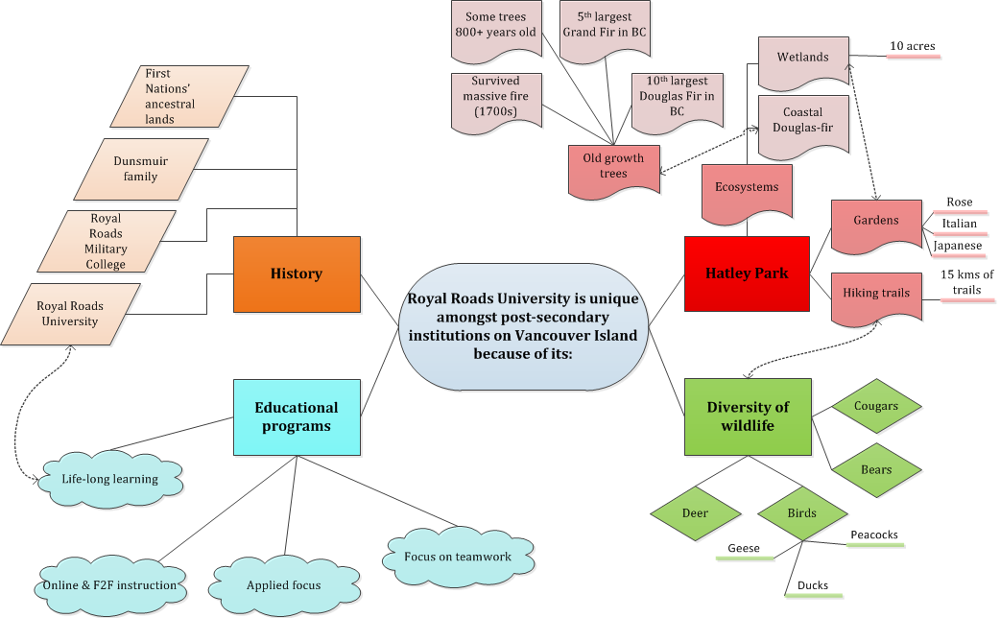 Some trees
800+ years old
5th largest
Grand Fir in BC
Survived
massive fire
(1700s)
10th largest
Douglas Fir in
BC
Old growth
trees
Wetlands
10 acres
Coastal
Douglas-fir
Ecosystems
Gardens
Rose
Italian
Japanese
Hatley Park
Hiking trails
15 kms of
trails
First
Nations'
ancestral
lands
Dunsmuir
family
Royal
Roads
Military
College
Royal Roads
University
History
Royal Roads University is unique
amongst post-secondary
institutions on Vancouver Island
because of its:
Educational
programs
Life-long learning
Online & F2F instruction
Applied focus
Focus on teamwork
Diversity of
wildlife
Cougars
Bears
Deer
Birds
Geese
Peacocks
Ducks